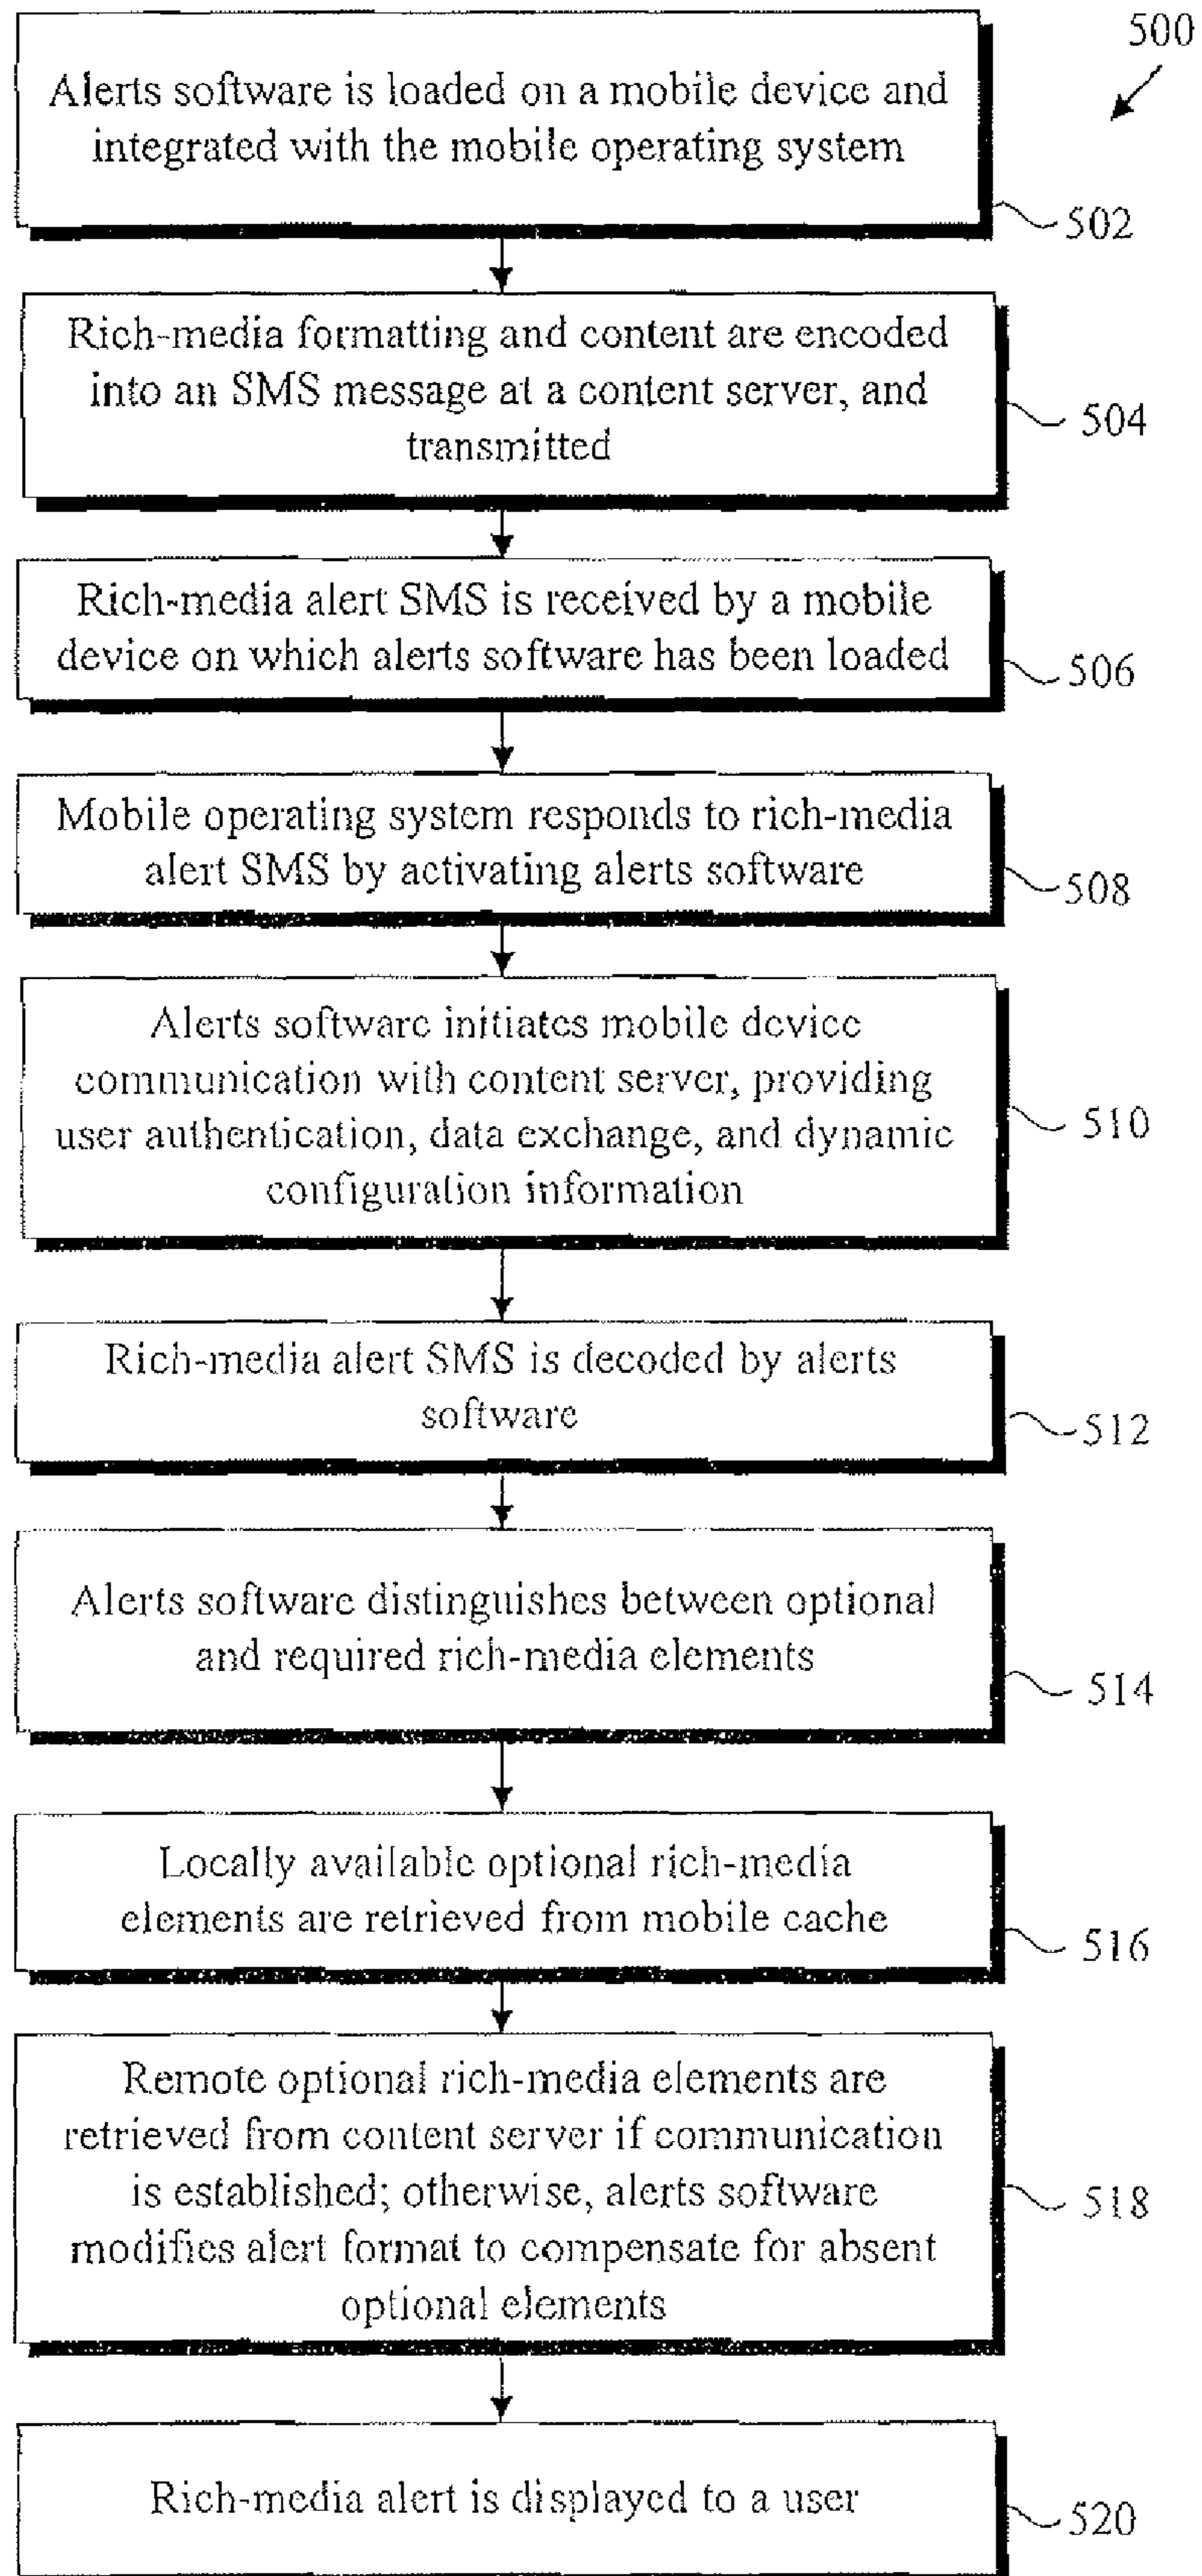 500
Alerts software is loaded on a mobile device and
integrated with the mobile operating system
502
Rich-media formatting and content are encoded
into an SMS message at a content server, and
transmitted
504
Rich-media alert SMS is received by a mobile
device on which alerts software has been loaded
506
Mobile operating system responds to rich-media
alert SMS by activating alerts software
508
Alerts software initiates mobile device
communication with content server, providing
user authentication, data exchange, and dynamic
configuration information
510
Rich-media alert SMS is decoded by alerts
software
512
Alerts software distinguishes between optional
and required rich-media elements
514
Locally available optional rich-media
elements are retrieved from mobile cache
516
Remote optional rich-media elements are
retrieved from content server if communication
is established; otherwise, alerts software
modifies alert format to compensate for absent
optional elements
518
Rich-media alert is displayed to a user
520